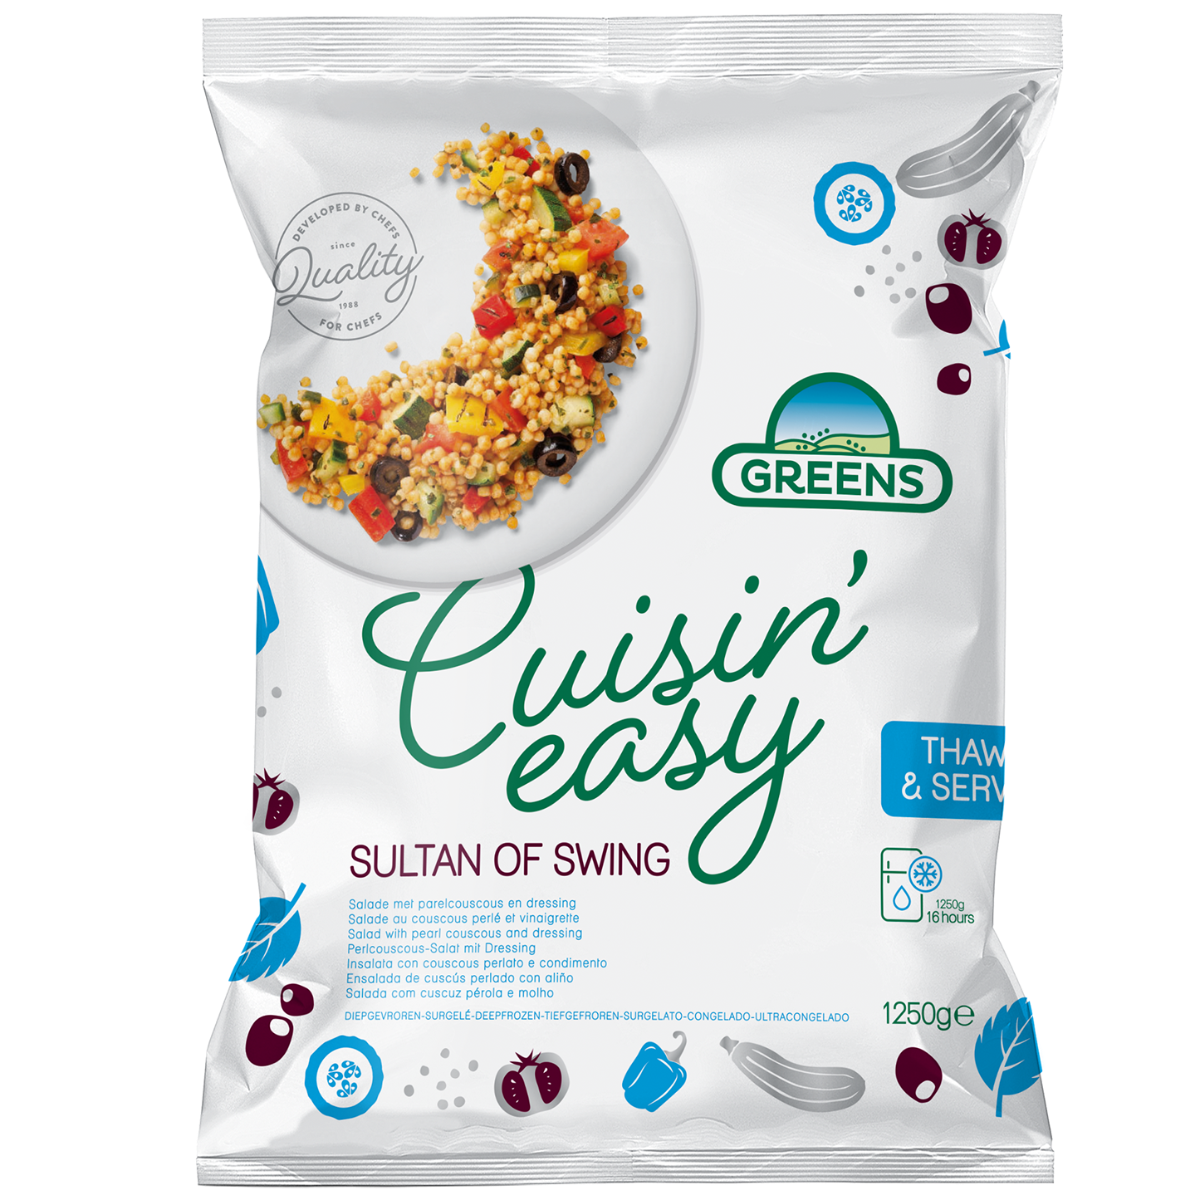 DEVELOPED BY CHEFS
since
Quality
1988
FOR CHEFS
GREENS
Cuisin'
easy
THAW
& SERV
SULTAN OF SWING
1250g
16 hours
Salade met parelcouscous en dressing
Salade au couscous perlé et vinaigrette
Salad with pearl couscous and dressing
Perlcouscous-Salat mit Dressing
Insalata con couscous perlato e condimento
Ensalada de cuscús perlado con aliño
Salada com cuscuz pérola e molho
DIEPGEVROREN-SURGELÉ-DEEPFROZEN-TIEFGEFROREN-SURGELATO-CONGELADO-ULTRACONGELADO
1250g℮